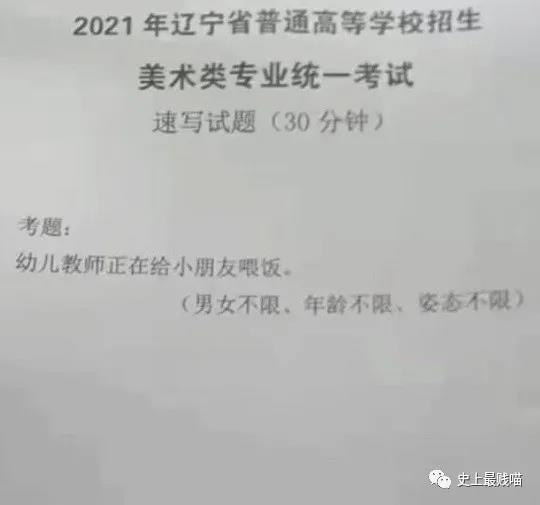 2021 年辽宁省普通高等学校招生
美术类专业统一考试
速写试题（30 分钟）
考题：
幼儿教师正在给小朋友喂饭。
（男女不限、年龄不限、姿态不限）
史上最贱喵